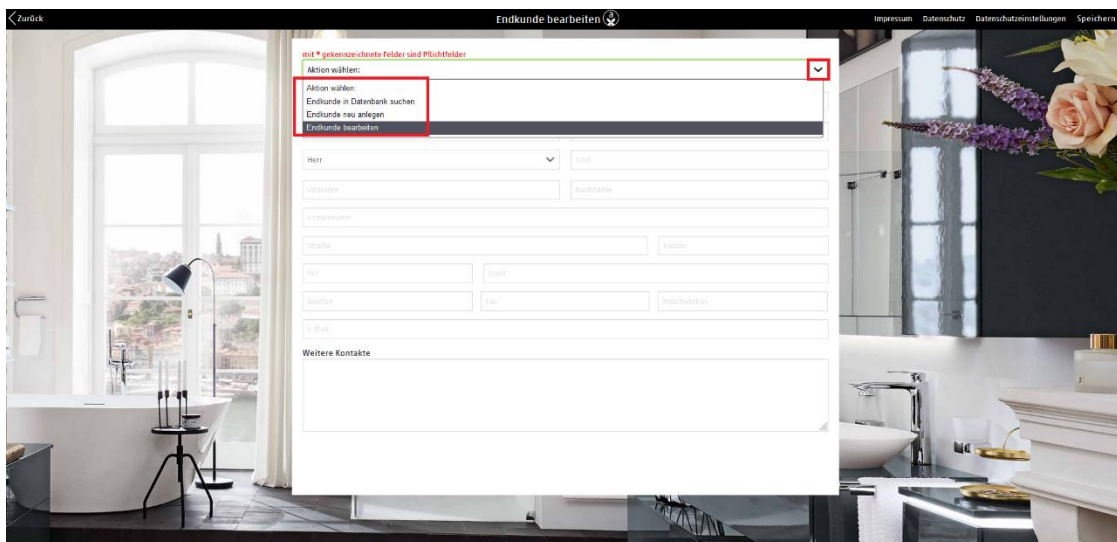 Zurück
Endkunde bearbeiten
Impressum Datenschutz Datenschutzeinstellungen Speichern
mit * gekennzeichnete Felder sind Pflichtfelder
Aktion wählen:
Aktion wählen:
Endkunde in Datenbank suchen
Endkunde neu anlegen
Endkunde bearbeiten
Herr
Titel
Vorname
Nachname
Firmenname
Straße
PLZ
Stadt
Telefon
Fax
Mobiltelefon
E-Mail
Weitere Kontakte